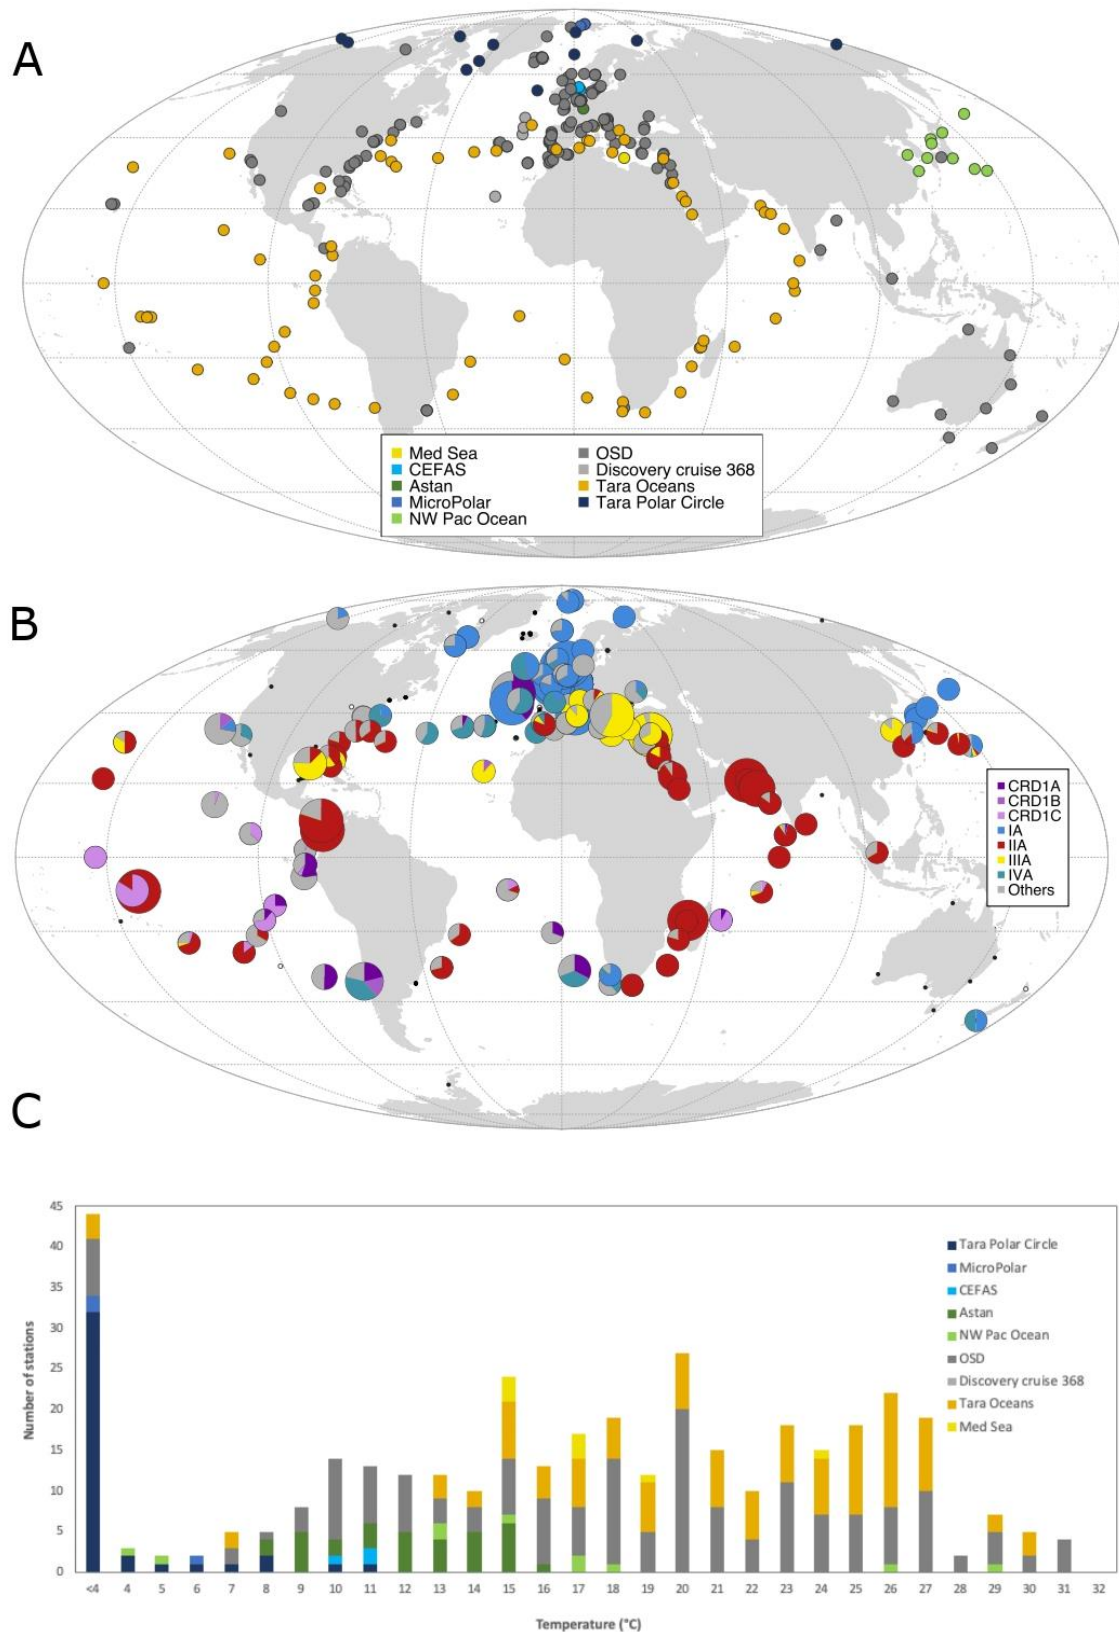 A
Med Sea
CEFAS
Astan
MicroPolar
NW Pac Ocean
OSD
Discovery cruise 368
Tara Oceans
Tara Polar Circle
B
CRD1A
CRD1B
CRD1C
IA
IIA
IIIA
IVA
Others
C
45
40
35
30
25
20
15
10
5
0
Number of stations
Tara Polar Circle
MicroPolar
CEFAS
Astan
NW Pac Ocean
OSD
Discovery cruise 368
Tara Oceans
Med Sea
<4 4 5 6 7 8 9 10 11 12 13 14 15 16 17 18 19 20 21 22 23 24 25 26 27 28 29 30 31 32
Temperature (°C)